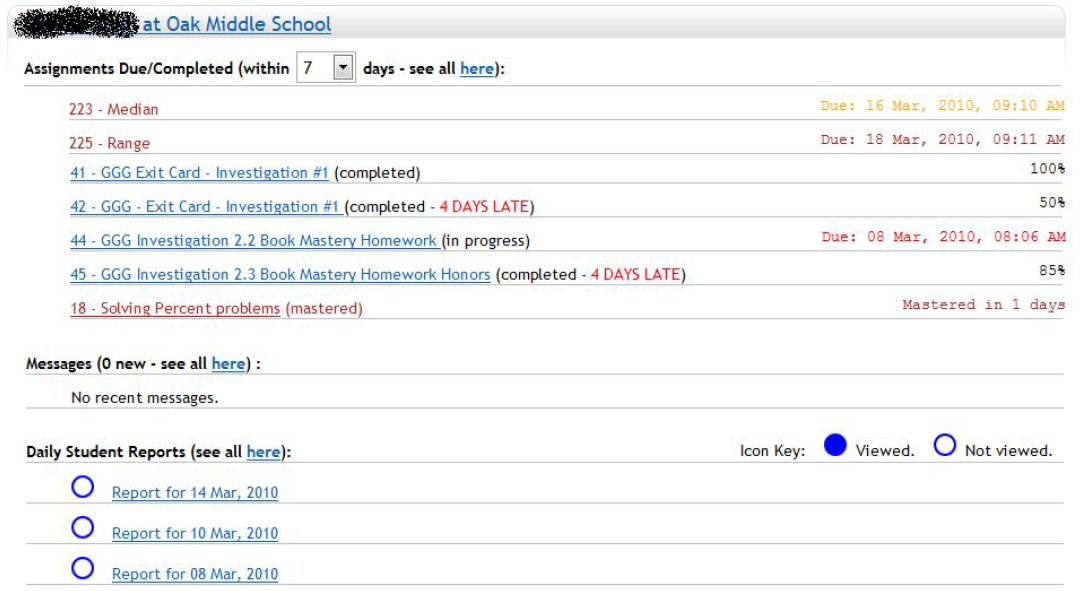 at Oak Middle School
Assignments Due/Completed (within 7 days - see all here):
223 - Median Due: 16 Mar, 2010, 09:10 AM
225 - Range Due: 18 Mar, 2010, 09:11 AM
41 - GGG Exit Card - Investigation #1 (completed) 100%
42 - GGG - Exit Card - Investigation #1 (completed - 4 DAYS LATE) 50%
44 - GGG Investigation 2.2 Book Mastery Homework (in progress) Due: 08 Mar, 2010, 08:06 AM
45 - GGG Investigation 2.3 Book Mastery Homework Honors (completed - 4 DAYS LATE) 85%
18 - Solving Percent problems (mastered) Mastered in 1 days
Messages (0 new - see all here) :
No recent messages.
Daily Student Reports (see all here): Icon Key: Viewed. Not viewed.
Report for 14 Mar, 2010
Report for 10 Mar, 2010
Report for 08 Mar, 2010